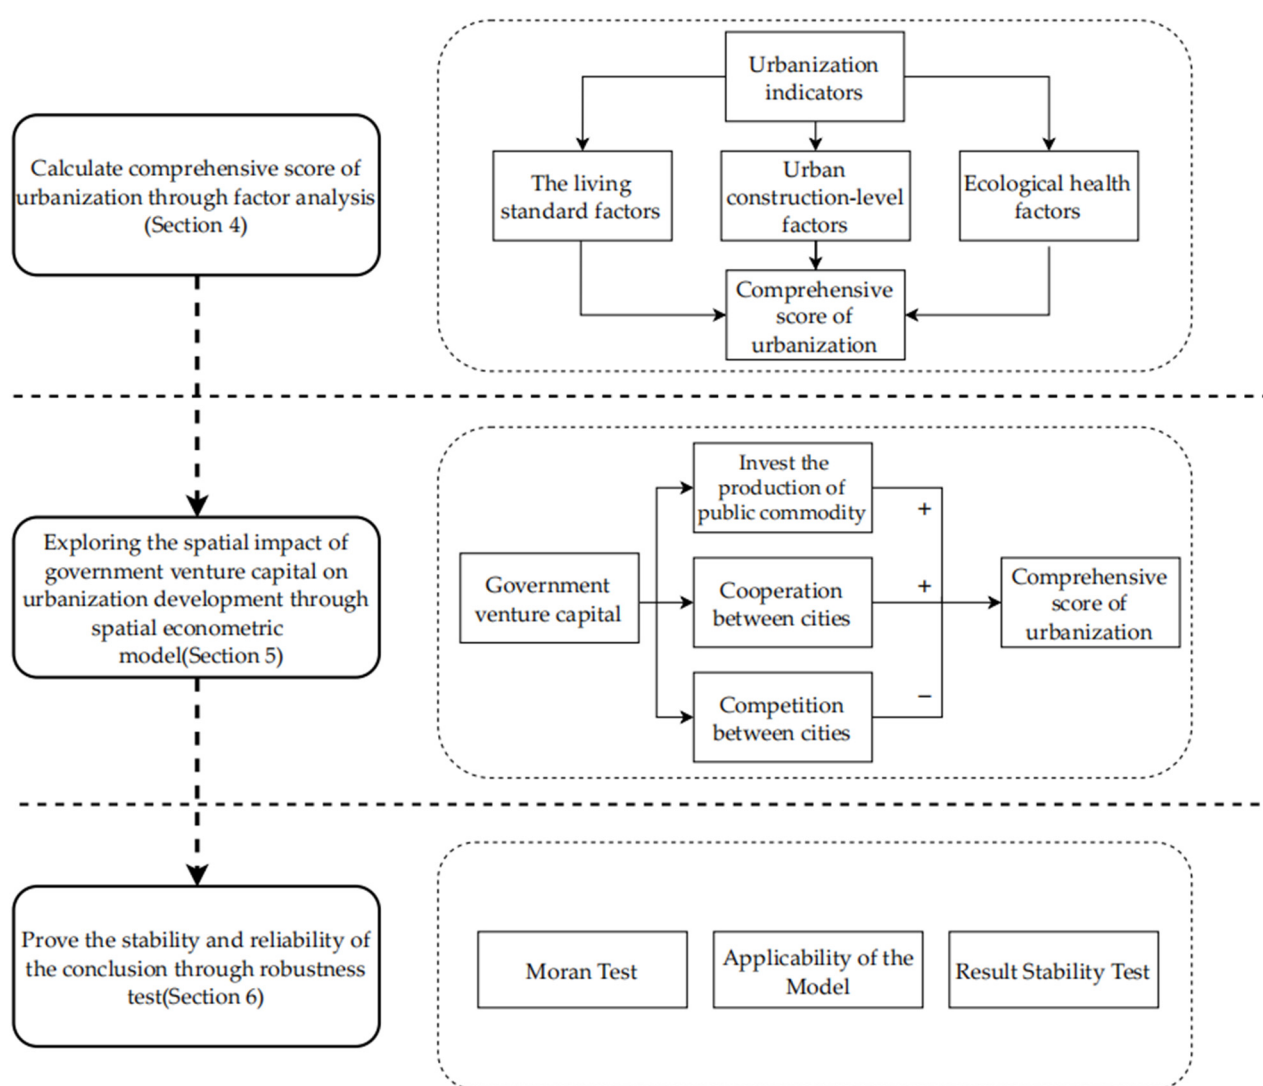 Urbanization
indicators
Calculate comprehensive score of
urbanization through factor analysis
(Section 4)
The living
standard factors
Urban
construction-level
factors
Ecological health
factors
Comprehensive
score of
urbanization
Invest the
production of
public commodity
+
Exploring the spatial impact of
government venture capital on
urbanization development through
spatial econometric
model(Section 5)
Government
venture capital
Cooperation
between cities
+
Comprehensive
score of
urbanization
Competition
between cities
−
Prove the stability and reliability of
the conclusion through robustness
test(Section 6)
Moran Test
Applicability of the
Model
Result Stability Test